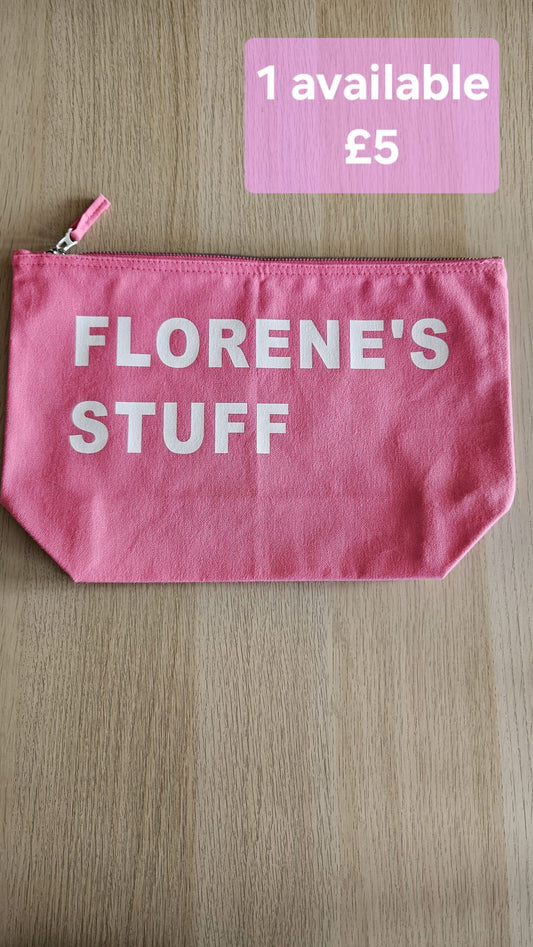 1 available
£5
FLORENE'S
STUFF